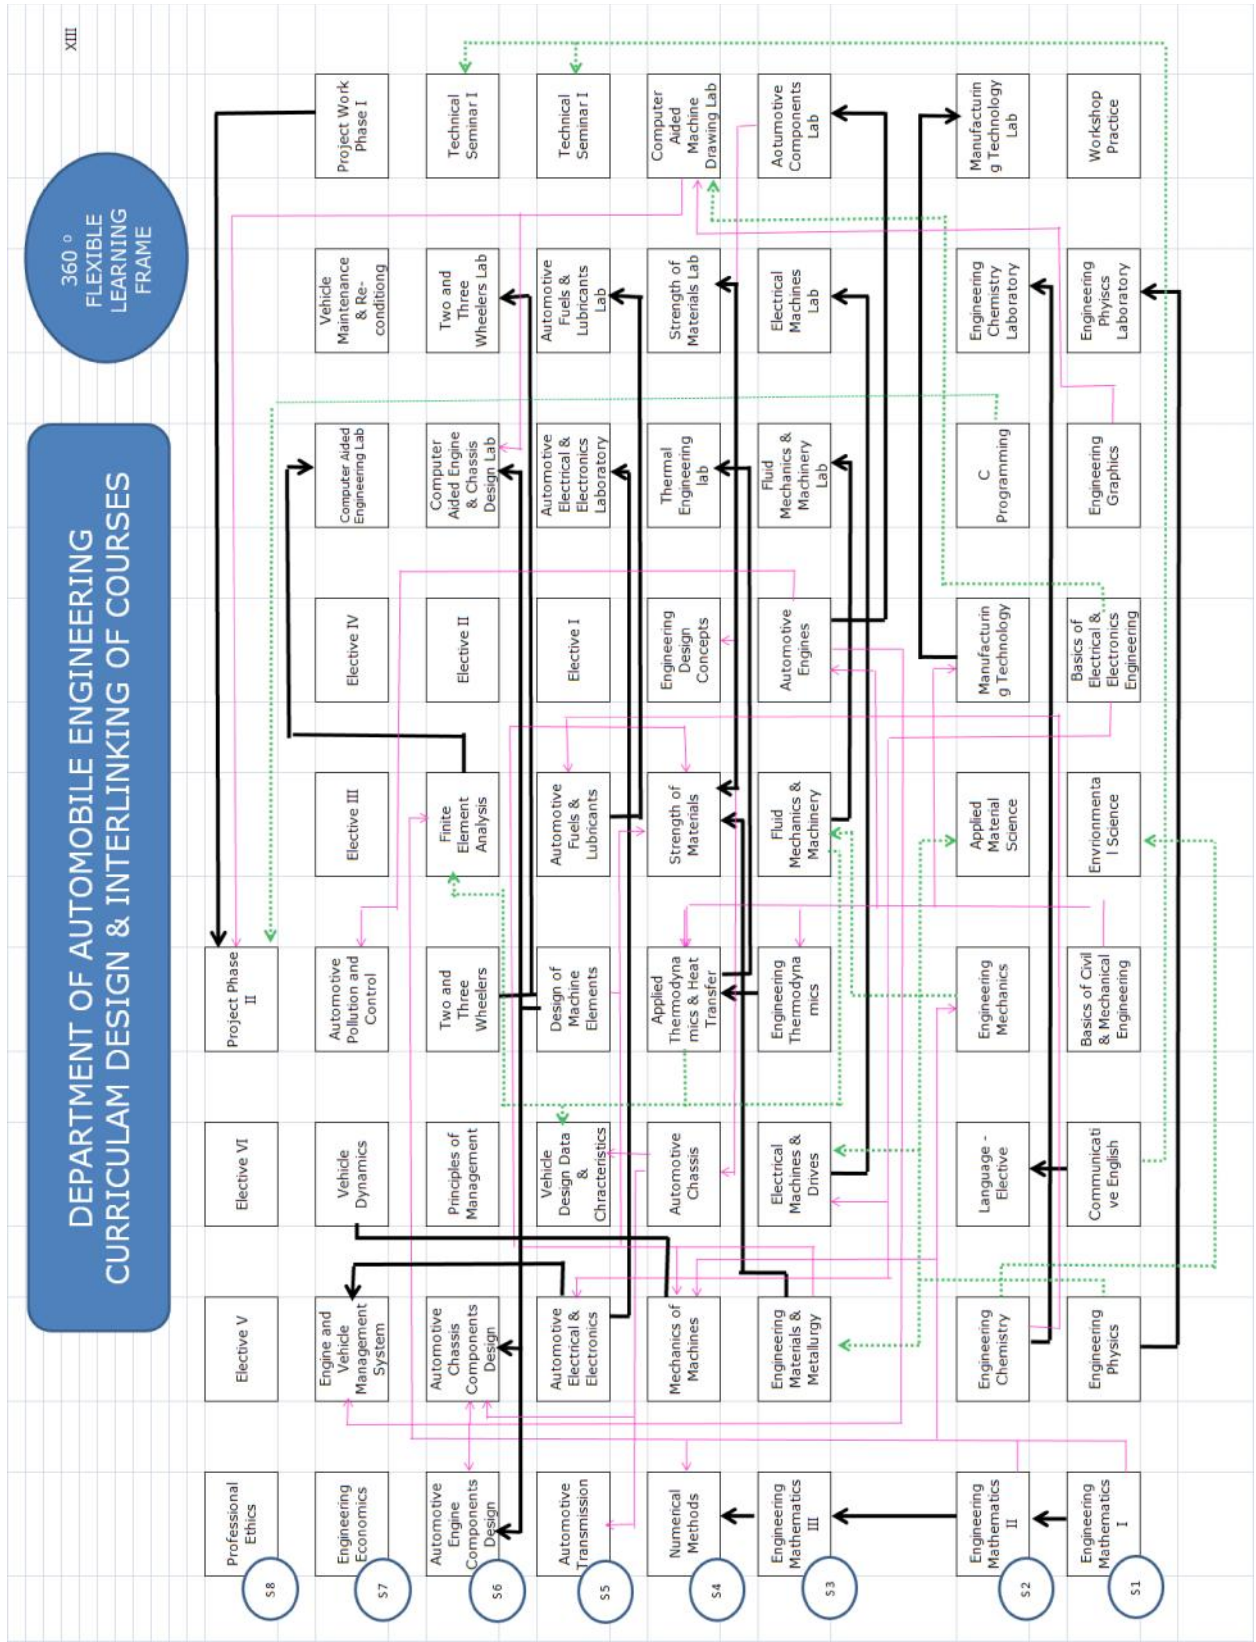 XIII
360 °
FLEXIBLE
LEARNING
FRAME
DEPARTMENT OF AUTOMOBILE ENGINEERING
CURRICULAM DESIGN & INTERLINKING OF COURSES
S8
Professional
Ethics
Elective V
Elective VI
Project Phase
II
S7
Engineering
Economics
Engine and
Vehicle
Management
System
Vehicle
Dynamics
Automotive
Pollution and
Control
Elective III
Elective IV
Computer Aided
Engineering Lab
Vehicle
Maintenance
& Re-
conditioning
Project Work
Phase I
S6
Automotive
Engine
Components
Design
Automotive
Chassis
Components
Design
Principles of
Management
Two and
Three
Wheelers
Finite
Element
Analysis
Elective II
Computer
Aided Engine
& Chassis
Design Lab
Two and
Three
Wheelers Lab
Technical
Seminar I
S5
Automotive
Transmission
Automotive
Electrical &
Electronics
Vehicle
Design Data
&
Chracteristics
Design of
Machine
Elements
Automotive
Fuels &
Lubricants
Elective I
Automotive
Electrical &
Electronics
Laboratory
Automotive
Fuels &
Lubricants
Lab
Technical
Seminar I
S4
Numerical
Methods
Mechanics of
Machines
Automotive
Chassis
Applied
Thermodyna
mics & Heat
Transfer
Strength of
Materials
Engineering
Design
Concepts
Thermal
Engineering
lab
Strength of
Materials Lab
Computer
Aided
Machine
Drawing Lab
S3
Engineering
Mathematics
III
Engineering
Materials &
Metallurgy
Electrical
Machines &
Drives
Engineering
Thermodyna
mics
Fluid
Mechanics &
Machinery
Automotive
Engines
Fluid
Mechanics &
Machinery
Lab
Electrical
Machines
Lab
Aotumotive
Components
Lab
S2
Engineering
Mathematics
II
Engineering
Chemistry
Language -
Elective
Engineering
Mechanics
Applied
Material
Science
Manufacturin
g Technology
C
Programming
Engineering
Chemistry
Laboratory
Manufacturin
g Technology
Lab
S1
Engineering
Mathematics
I
Engineering
Physics
Communicati
ve English
Basics of Civil
& Mechanical
Engineering
Envrionmenta
l Science
Basics of
Electrical &
Electronics
Engineering
Engineering
Graphics
Engineering
Phyiscs
Laboratory
Workshop
Practice